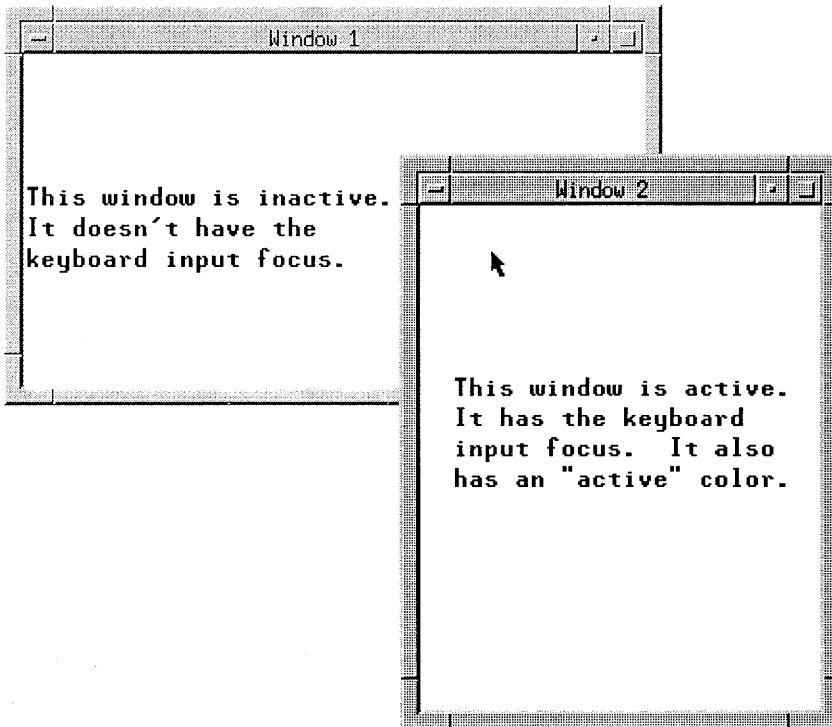 Window 1
This window is inactive.
It doesn´t have the
keyboard input focus.
Window 2
This window is active.
It has the keyboard
input focus.  It also
has an "active" color.